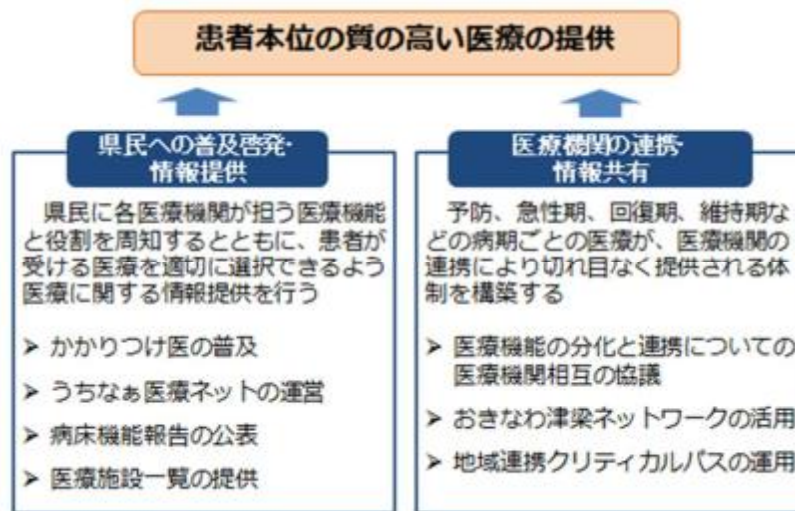 患者本位の質の高い医療の提供
県民への普及啓発・
情報提供
県民に各医療機関が担う医療機能
と役割を周知するとともに、患者が
受ける医療を適切に選択できるよう
医療に関する情報提供を行う
➤ かかりつけ医の普及
➤ うちなぁ医療ネットの運営
➤ 病床機能報告の公表
➤ 医療施設一覧の提供
医療機関の連携・
情報共有
予防、急性期、回復期、維持期な
どの病期ごとの医療が、医療機関の
連携により切れ目なく提供される体
制を構築する
➤ 医療機能の分化と連携についての
医療機関相互の協議
➤ おきなわ津梁ネットワークの活用
➤ 地域連携クリティカルパスの運用